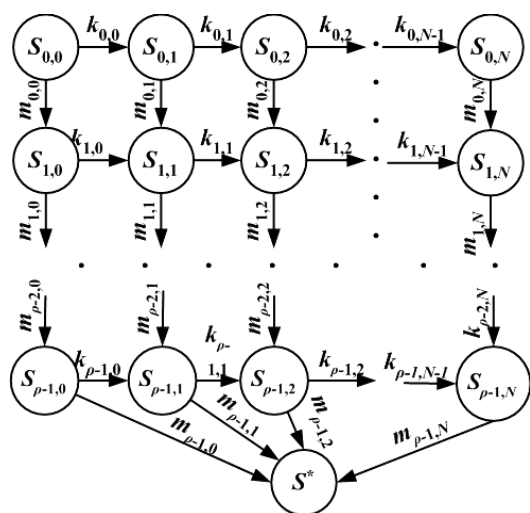 k0,0 k0,1 k0,2 k0,N-1
S0,0 S0,1 S0,2 S0,N
m0,0 m0,1 m0,2 m0,N
k1,0 k1,1 k1,2 k1,N-1
S1,0 S1,1 S1,2 S1,N
m1,0 m1,1 m1,2 m1,N
mρ-2,0 mρ-2,1 mρ-2,2 kρ-2,N
kρ-1,0 kρ-1,1 kρ-1,2 kρ-1,N-1
Sρ-1,0 Sρ-1,1 Sρ-1,2 Sρ-1,N
mρ-1,0 mρ-1,1 mρ-1,2 mρ-1,N
S*